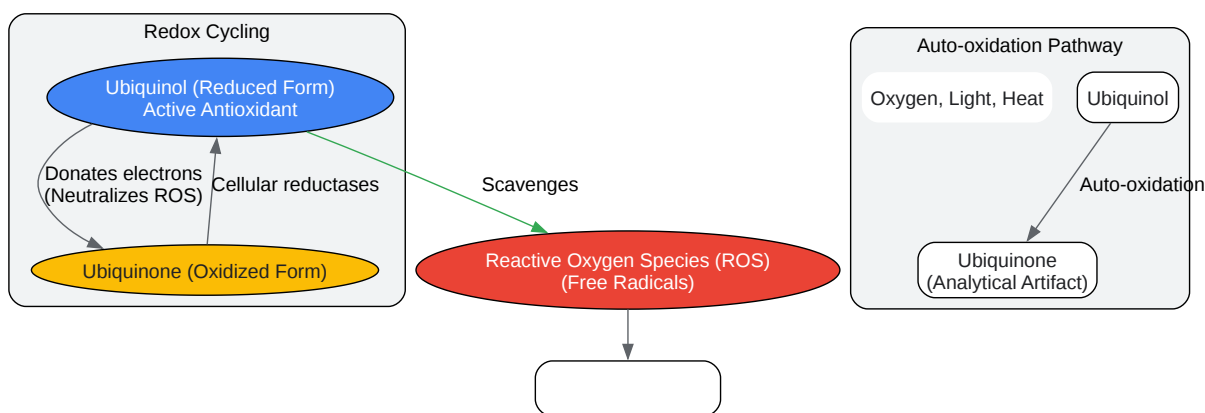 Redox Cycling
Ubiquinol (Reduced Form)
Active Antioxidant
Donates electrons
(Neutralizes ROS)
Cellular reductases
Ubiquinone (Oxidized Form)
Scavenges
Reactive Oxygen Species (ROS)
(Free Radicals)
Auto-oxidation Pathway
Oxygen, Light, Heat
Ubiquinol
Auto-oxidation
Ubiquinone
(Analytical Artifact)